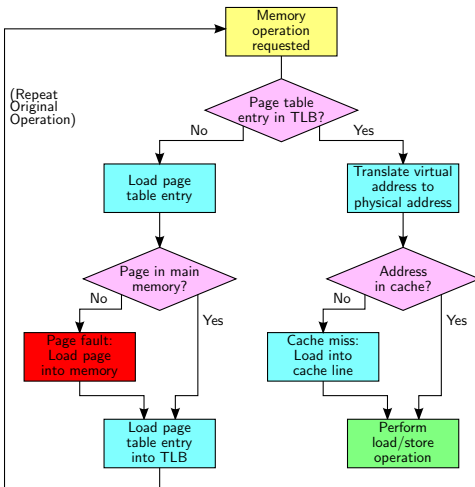 Memory
operation
requested
(Repeat
Original
Operation)
Page table
entry in TLB?
No
Yes
Load page
table entry
Translate virtual
address to
physical address
Page in main
memory?
Address
in cache?
No
Yes
No
Yes
Page fault:
Load page
into memory
Cache miss:
Load into
cache line
Load page
table entry
into TLB
Perform
load/store
operation